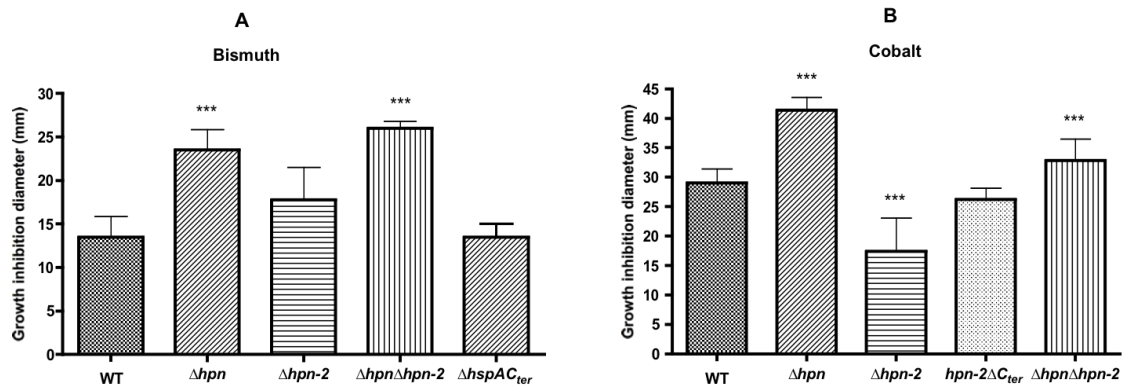 A
Bismuth
Growth inhibition diameter (mm)
30
25
20
15
10
5
0
***
***
WT
Δhpn
Δhpn-2
ΔhpnΔhpn-2
ΔhspACter
B
Cobalt
Growth inhibition diameter (mm)
45
40
35
30
25
20
15
10
5
0
***
***
***
WT
Δhpn
Δhpn-2
hpn-2ΔCter
ΔhpnΔhpn-2